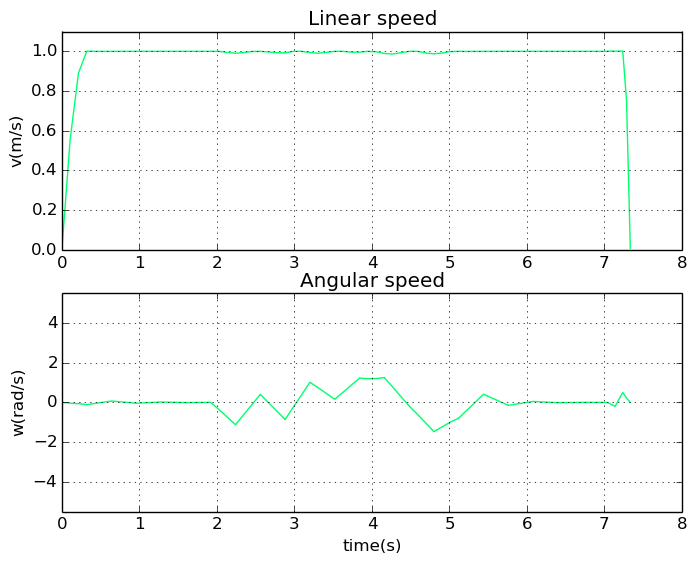 Linear speed
1.0
0.8
0.6
0.4
0.2
0.0
v(m/s)
0 1 2 3 4 5 6 7 8
Angular speed
4
2
0
−2
−4
w(rad/s)
0 1 2 3 4 5 6 7 8
time(s)